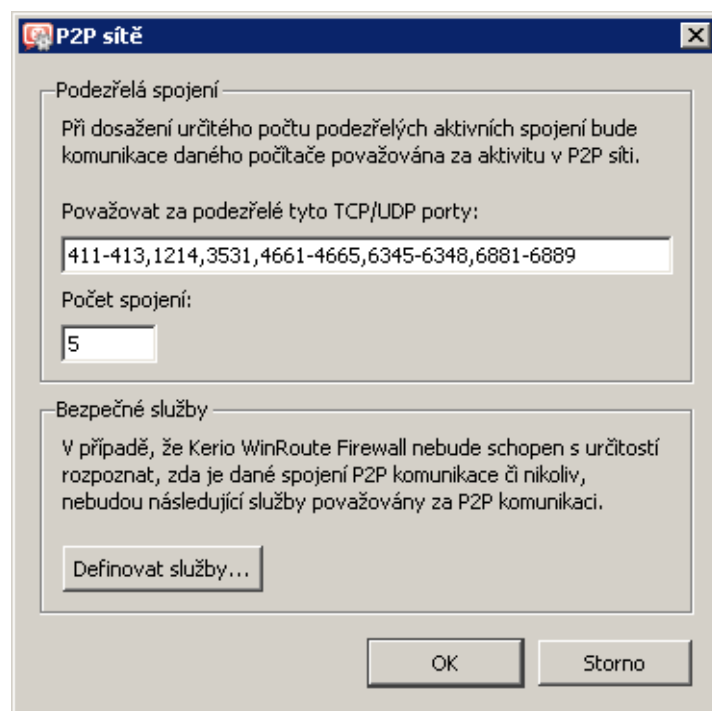 P2P sítě
Podezřelá spojení
Při dosažení určitého počtu podezřelých aktivních spojení bude
komunikace daného počítače považována za aktivitu v P2P síti.
Považovat za podezřelé tyto TCP/UDP porty:
411-413,1214,3531,4661-4665,6345-6348,6881-6889
Počet spojení:
5
Bezpečné služby
V případě, že Kerio WinRoute Firewall nebude schopen s určitostí
rozpoznat, zda je dané spojení P2P komunikace či nikoliv,
nebudou následující služby považovány za P2P komunikaci.
Definovat služby...
OK
Storno